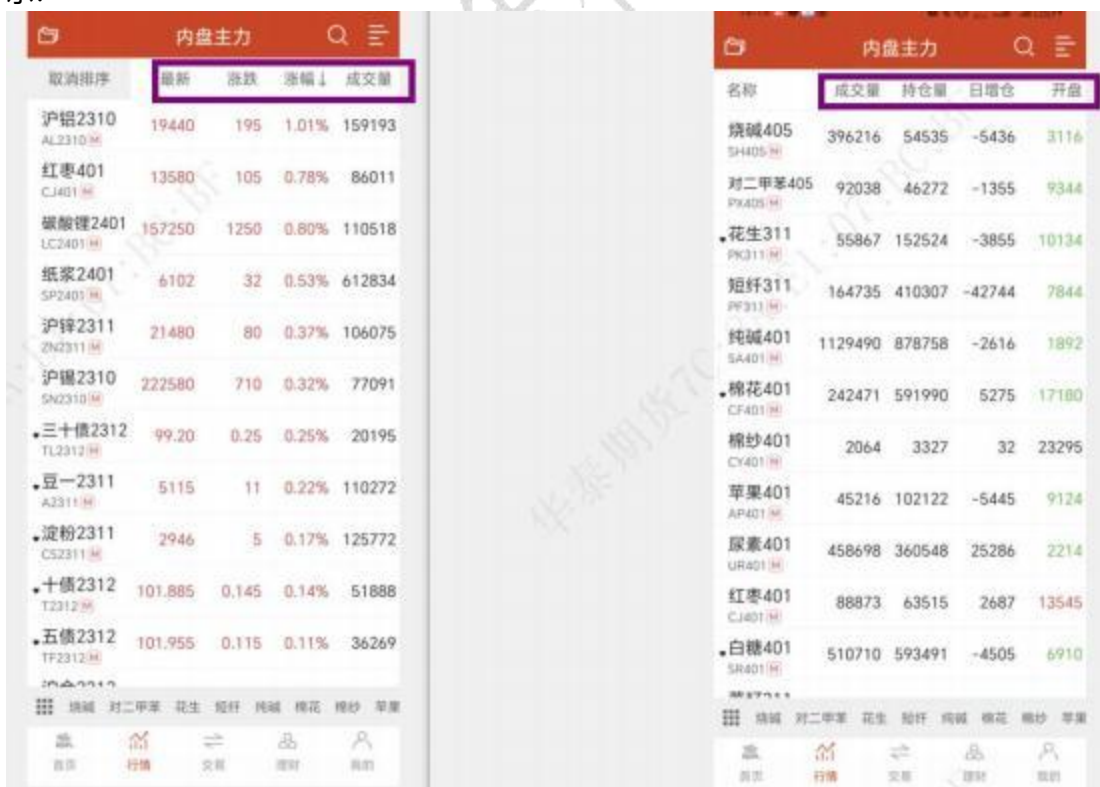 内盘主力
取消排序 最新 涨跌 涨幅↓ 成交量
沪铝2310 19440 195 1.01% 159193
AL2310 M
红枣401 13580 105 0.78% 86011
CJ401 M
碳酸锂2401 157250 1250 0.80% 110518
LC2401 M
纸浆2401 6102 32 0.53% 612834
SP2401 M
沪锌2311 21480 80 0.37% 106075
ZN2311 M
沪锡2310 222580 710 0.32% 77091
SN2310 M
三十债2312 99.20 0.25 0.25% 20195
TL2312 M
豆一2311 5115 11 0.22% 110272
A2311 M
淀粉2311 2946 5 0.17% 125772
CS2311 M
十债2312 101.885 0.145 0.14% 51888
T2312 M
五债2312 101.955 0.115 0.11% 36269
TF2312 M
烧碱 对二甲苯 花生 短纤 纯碱 棉花 棉纱 苹果
首页 行情 交易 理财 我的
内盘主力
名称 成交量 持仓量 日增仓 开盘
烧碱405 396216 54535 -5436 3116
SH405 M
对二甲苯405 92038 46272 -1355 9344
PX405 M
花生311 55867 152524 -3855 10134
PK311 M
短纤311 164735 410307 -42744 7844
PF311 M
纯碱401 1129490 878758 -2616 1892
SA401 M
棉花401 242471 591990 5275 17180
CF401 M
棉纱401 2064 3327 32 23295
CY401 M
苹果401 45216 102122 -5445 9124
AP401 M
尿素401 458698 360548 25286 2214
UR401 M
红枣401 88873 63515 2687 13545
CJ401 M
白糖401 510710 593491 -4505 6910
SR401 M
烧碱 对二甲苯 花生 短纤 纯碱 棉花 棉纱 苹果
首页 行情 交易 理财 我的
华泰期货